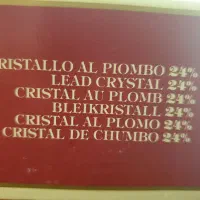 RISTALLO AL PIOMBO 24%
LEAD CRYSTAL 24%
CRISTAL AU PLOMB 24%
BLEIKRISTALL 24%
CRISTAL AL PLOMO 24%
CRISTAL DE CHUMBO 24%